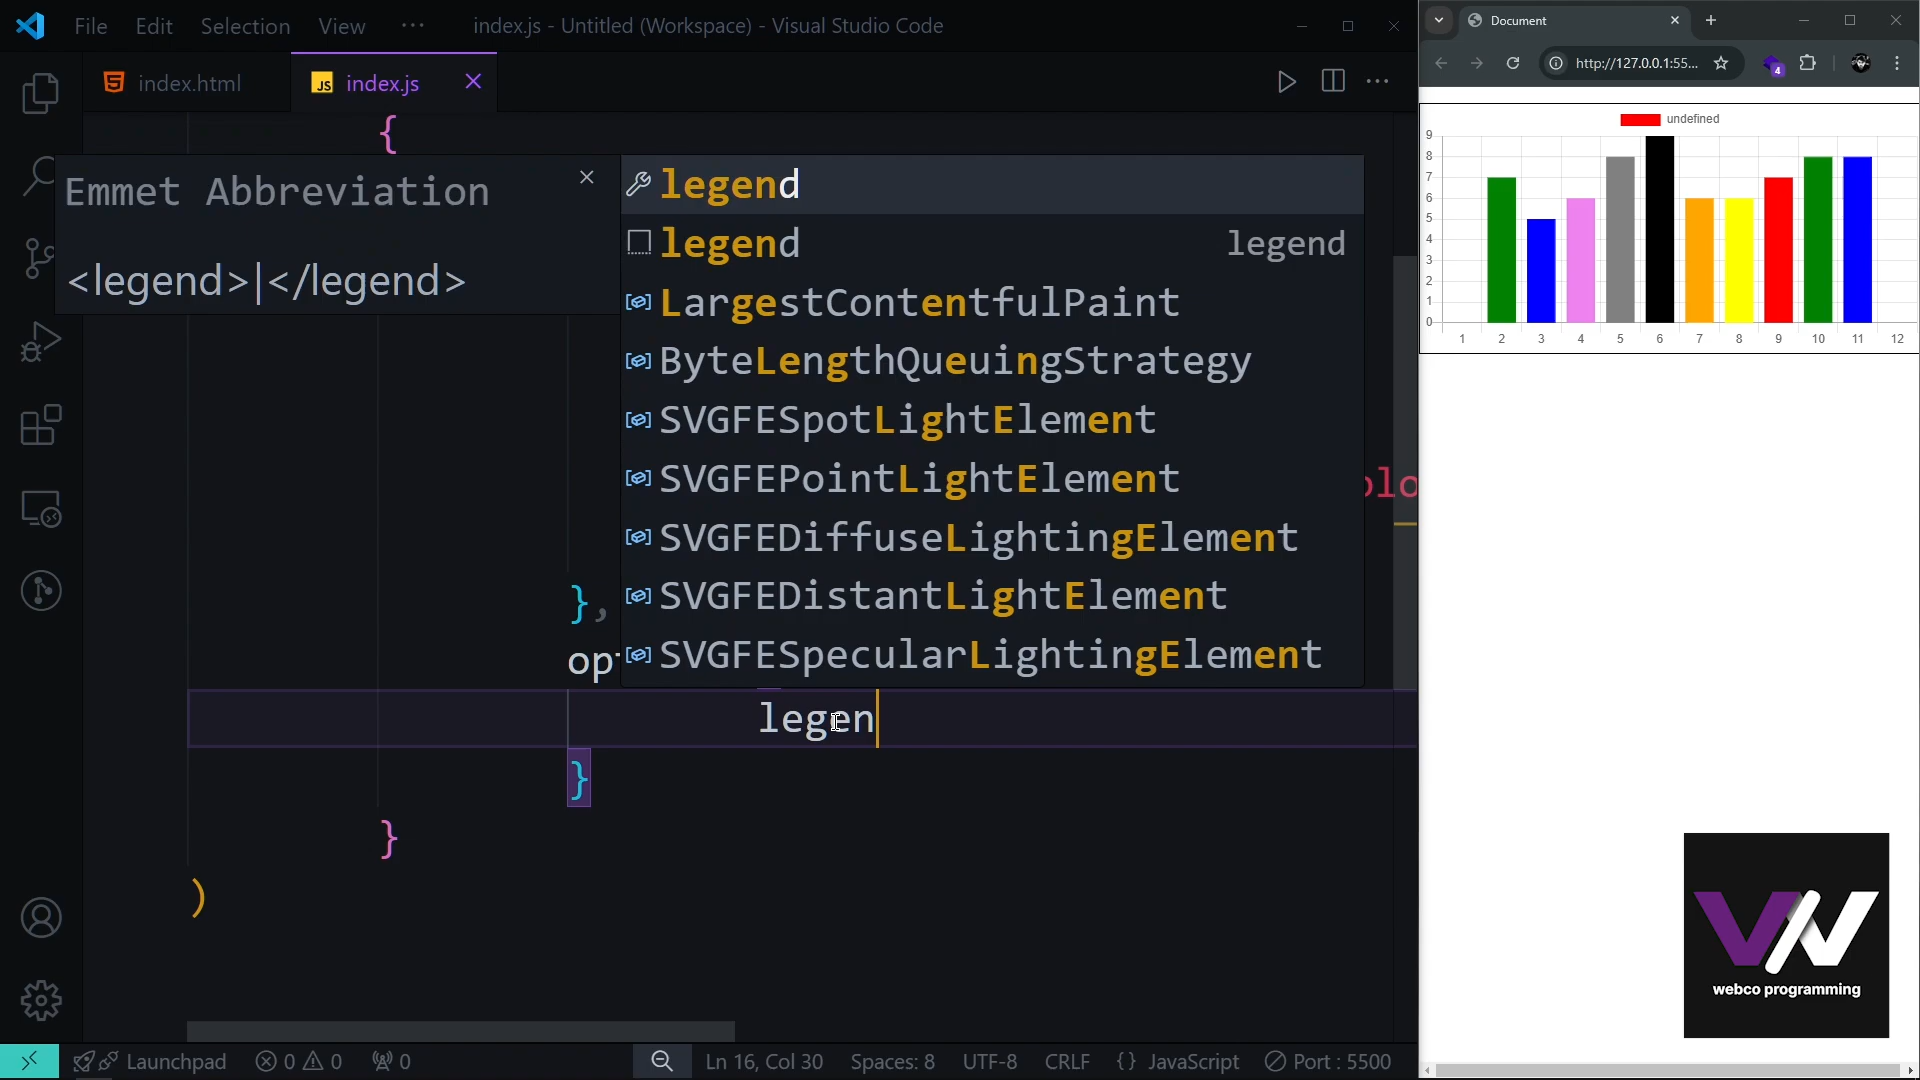 File Edit Selection View ··· index.js - Untitled (Workspace) - Visual Studio Code
index.html JS index.js
{
Emmet Abbreviation
<legend>|</legend>
legend
legend legend
LargestContentfulPaint
ByteLengthQueuingStrategy
SVGFESpotLightElement
SVGFEPointLightElement
SVGFEDiffuseLightingElement
SVGFEDistantLightElement
SVGFESpecularLightingElement
olo
},
opt
legen
}
}
)
Launchpad 0 0 0 Ln 16, Col 30 Spaces: 8 UTF-8 CRLF {} JavaScript Port : 5500
Document
http://127.0.0.1:55... 4
undefined
9
8
7
6
5
4
3
2
1
0
1 2 3 4 5 6 7 8 9 10 11 12
webco programming